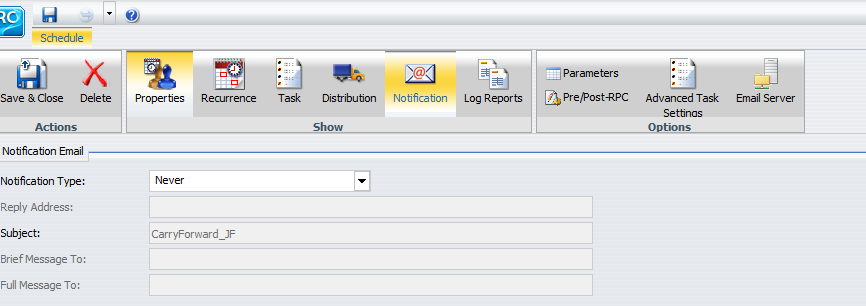 RO
Schedule
Save & Close Delete Properties Recurrence Task Distribution Notification Log Reports Parameters Pre/Post-RPC Advanced Task Settings Email Server
Actions Show Options
Notification Email
Notification Type: Never
Reply Address:
Subject: CarryForward_JF
Brief Message To:
Full Message To: